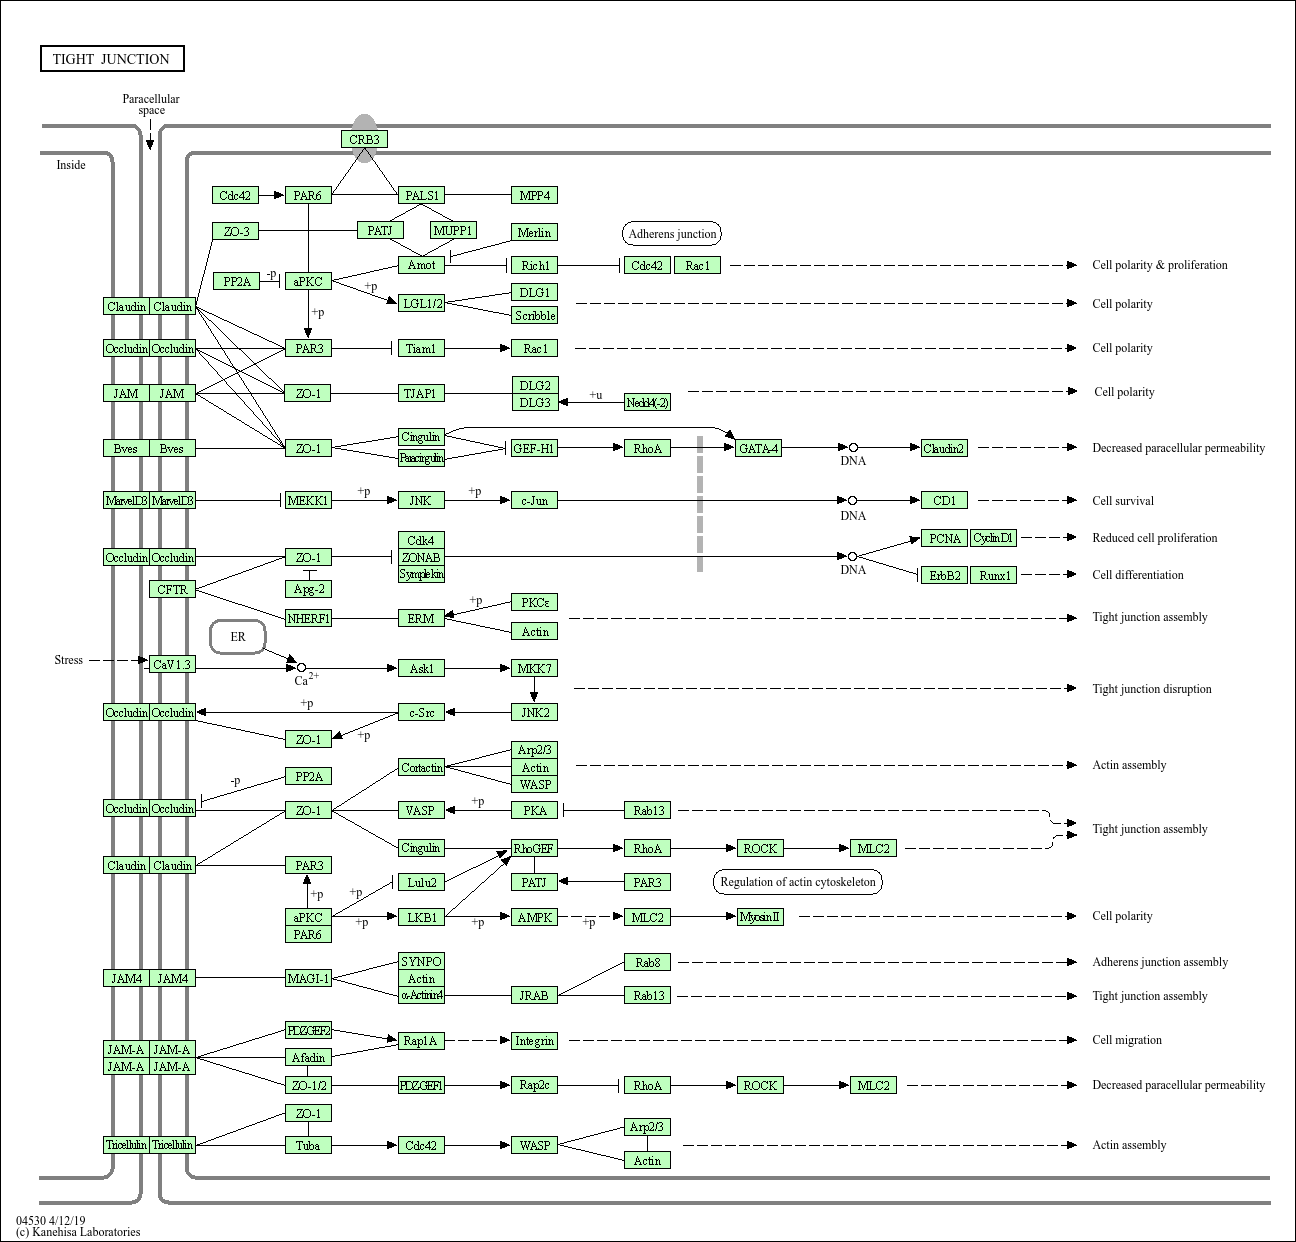 TIGHT JUNCTION
Paracellular
space
Inside
CRB3
Cdc42 PAR6 PALS1 MPP4
ZO-3 PATJ MUPP1 Merlin Adherens junction
Amot Rich1 Cdc42 Rac1 Cell polarity & proliferation
PP2A -p aPKC +p
DLG1
Claudin Claudin LGL1/2 Cell polarity
+p Scribble
Occludin Occludin PAR3 Tiam1 Rac1 Cell polarity
DLG2
JAM JAM ZO-1 TJAP1 Cell polarity
DLG3 +u Nedd4(-2)
Cingulin
Bves Bves ZO-1 GEF-H1 RhoA GATA-4 Claudin2 Decreased paracellular permeability
Paracingulin DNA
MarvelD3 MarvelD3 MEKK1 +p JNK +p c-Jun CD1 Cell survival
DNA
Cdk4 PCNA CyclinD1 Reduced cell proliferation
Occludin Occludin ZO-1 ZONAB
DNA
Symplekin ErbB2 Runx1 Cell differentiation
CFTR Apg-2
+p PKCε
NHERF1 ERM Tight junction assembly
Actin
ER
Stress CaV1.3 Ask1 MKK7
Ca2+
Tight junction disruption
Occludin Occludin +p c-Src JNK2
ZO-1 +p
Arp2/3
Cortactin Actin Actin assembly
-p PP2A WASP
Occludin Occludin ZO-1 VASP +p PKA Rab13
Tight junction assembly
Cingulin RhoGEF RhoA ROCK MLC2
Claudin Claudin PAR3
+p +p Lulu2 PATJ PAR3 Regulation of actin cytoskeleton
aPKC +p LKB1 +p AMPK +p MLC2 MyosinII Cell polarity
PAR6
SYNPO Rab8 Adherens junction assembly
JAM4 JAM4 MAGI-1 Actin
α-Actinin4 JRAB Rab13 Tight junction assembly
PDZGEF2
Rap1A Integrin Cell migration
JAM-A JAM-A Afadin
JAM-A JAM-A
ZO-1/2 PDZGEF1 Rap2c RhoA ROCK MLC2 Decreased paracellular permeability
ZO-1
Arp2/3
Tricellulin Tricellulin Tuba Cdc42 WASP Actin assembly
Actin
04530 4/12/19
(c) Kanehisa Laboratories